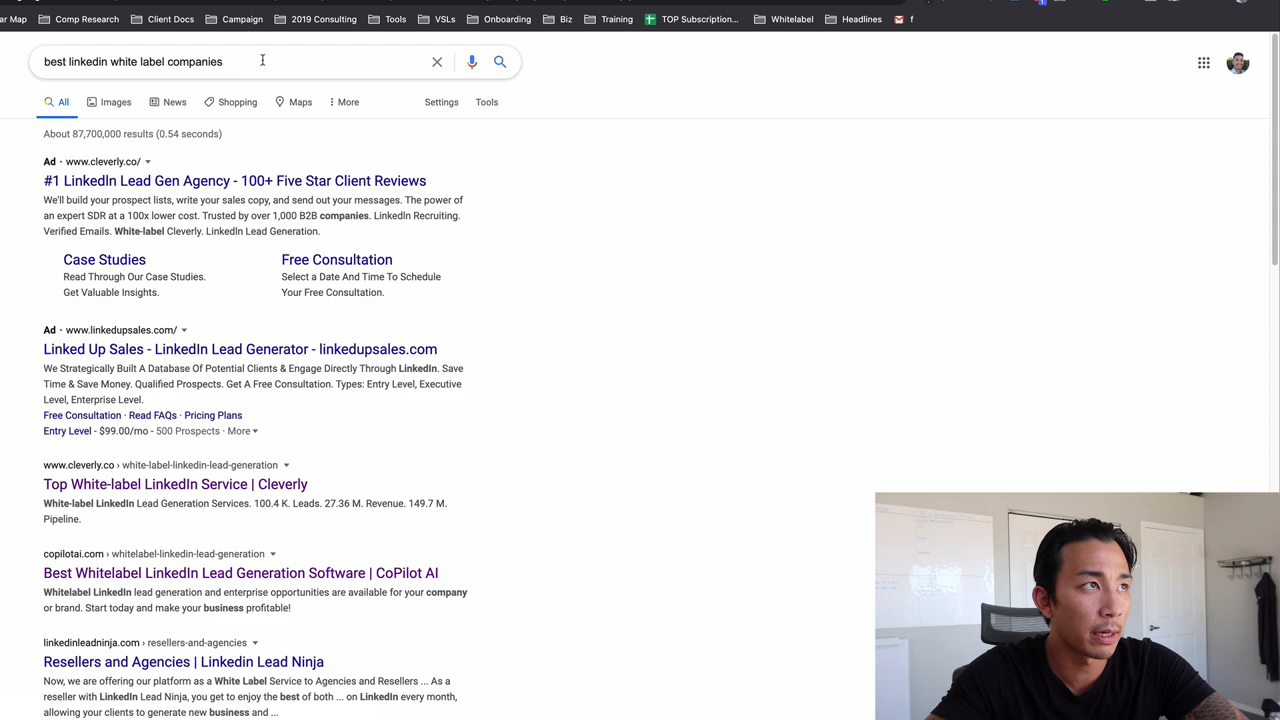 ar Map Comp Research Client Docs Campaign 2019 Consulting Tools VSLs Onboarding Biz Training TOP Subscription... Whitelabel Headlines f
best linkedin white label companies
All Images News Shopping Maps More Settings Tools
About 87,700,000 results (0.54 seconds)
Ad · www.cleverly.co/
#1 LinkedIn Lead Gen Agency - 100+ Five Star Client Reviews
We'll build your prospect lists, write your sales copy, and send out your messages. The power of
an expert SDR at a 100x lower cost. Trusted by over 1,000 B2B companies. LinkedIn Recruiting.
Verified Emails. White-label Cleverly. LinkedIn Lead Generation.
Case Studies Free Consultation
Read Through Our Case Studies. Select a Date And Time To Schedule
Get Valuable Insights. Your Free Consultation.
Ad · www.linkedupsales.com/
Linked Up Sales - LinkedIn Lead Generator - linkedupsales.com
We Strategically Built A Database Of Potential Clients & Engage Directly Through LinkedIn. Save
Time & Save Money. Qualified Prospects. Get A Free Consultation. Types: Entry Level, Executive
Level, Enterprise Level.
Free Consultation · Read FAQs · Pricing Plans
Entry Level - $99.00/mo - 500 Prospects · More
www.cleverly.co › white-label-linkedin-lead-generation
Top White-label LinkedIn Service | Cleverly
White-label LinkedIn Lead Generation Services. 100.4 K. Leads. 27.36 M. Revenue. 149.7 M.
Pipeline.
copilotai.com › whitelabel-linkedin-lead-generation
Best Whitelabel LinkedIn Lead Generation Software | CoPilot AI
Whitelabel LinkedIn lead generation and enterprise opportunities are available for your company
or brand. Start today and make your business profitable!
linkedinleadninja.com › resellers-and-agencies
Resellers and Agencies | Linkedin Lead Ninja
Now, we are offering our platform as a White Label Service to Agencies and Resellers ... As a
reseller with LinkedIn Lead Ninja, you get to enjoy the best of both ... on LinkedIn every month,
allowing your clients to generate new business and ...